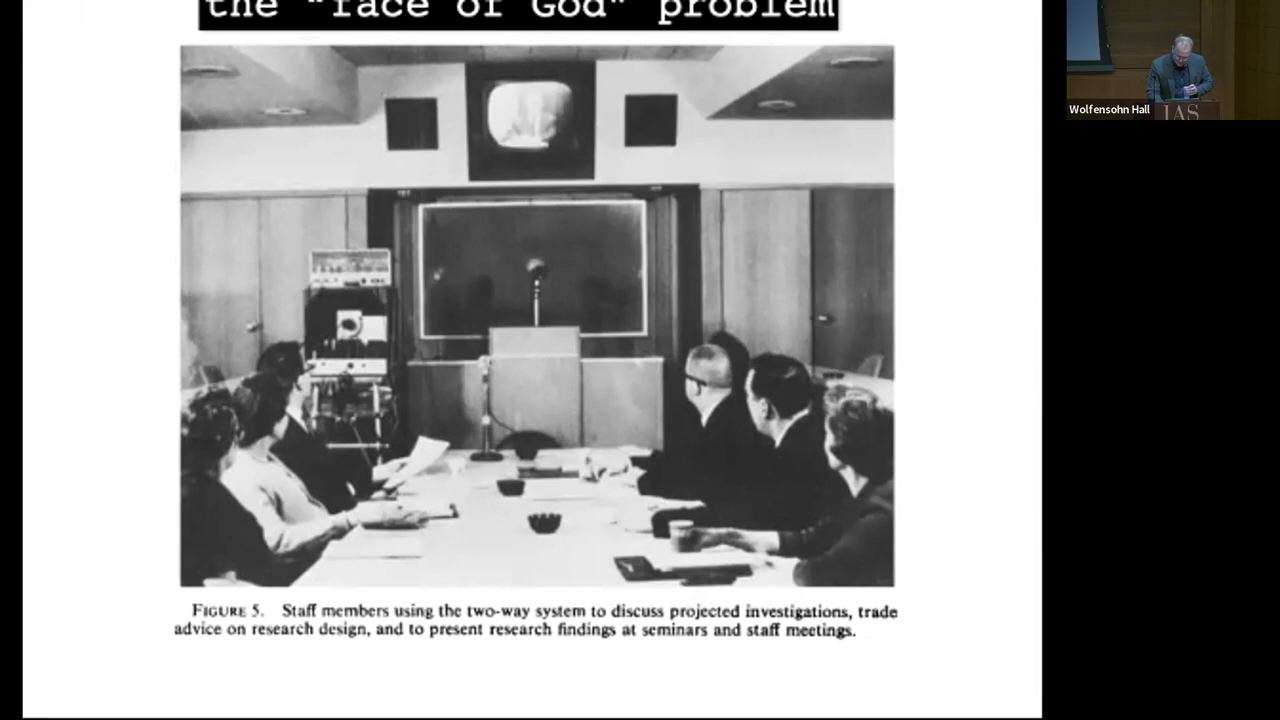 the "face of God" problem
Wolfensohn Hall
IAS
FIGURE 5. Staff members using the two-way system to discuss projected investigations, trade
advice on research design, and to present research findings at seminars and staff meetings.